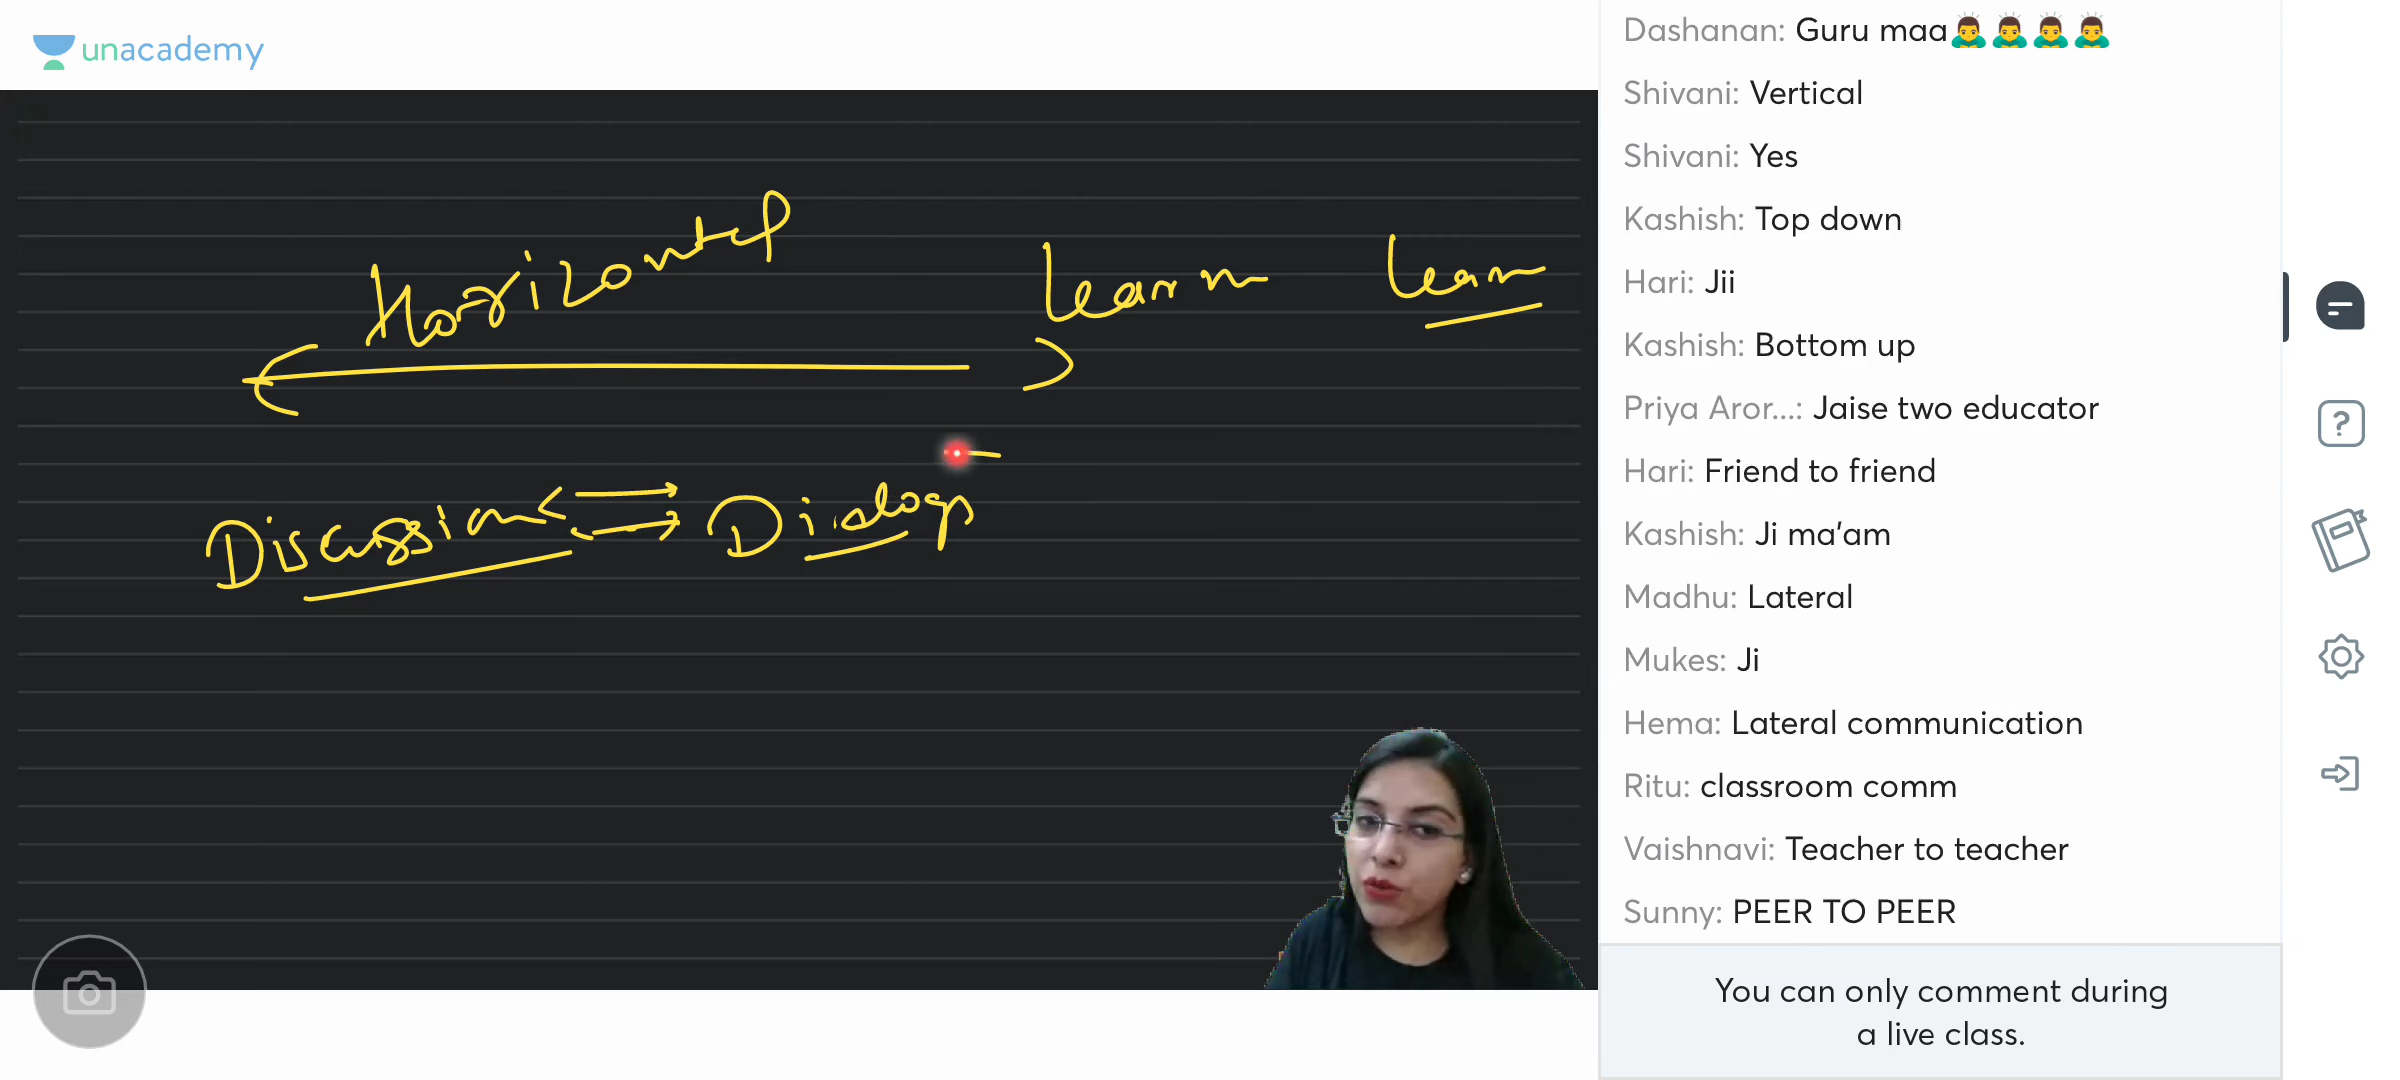 unacademy
Horizontal
Learn Learn
Discussion Dialogs
Dashanan: Guru maa🙇‍♂️🙇‍♂️🙇‍♂️🙇‍♂️
Shivani: Vertical
Shivani: Yes
Kashish: Top down
Hari: Jii
Kashish: Bottom up
Priya Aror...: Jaise two educator
Hari: Friend to friend
Kashish: Ji ma'am
Madhu: Lateral
Mukes: Ji
Hema: Lateral communication
Ritu: classroom comm
Vaishnavi: Teacher to teacher
Sunny: PEER TO PEER
You can only comment during
a live class.
?